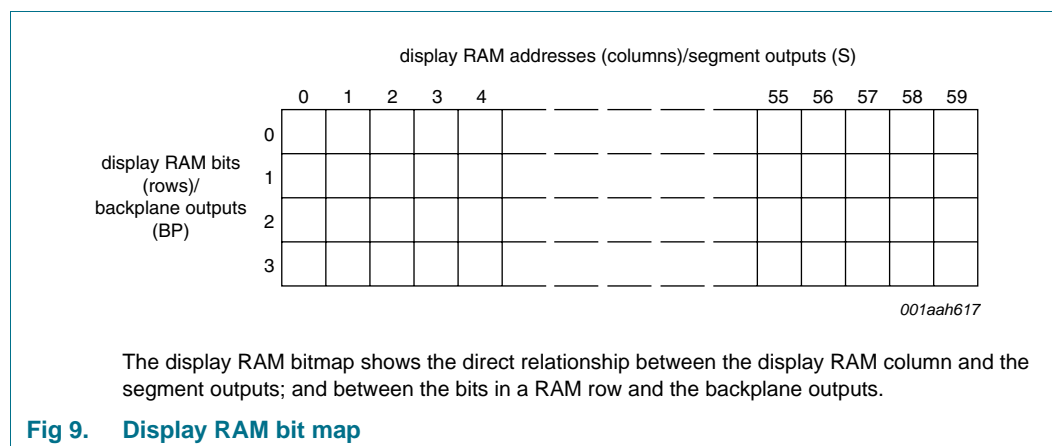 display RAM addresses (columns)/segment outputs (S)
0 1 2 3 4 55 56 57 58 59
0
display RAM bits
(rows)/
backplane outputs
(BP)
1
2
3
001aah617
The display RAM bitmap shows the direct relationship between the display RAM column and the
segment outputs; and between the bits in a RAM row and the backplane outputs.
Fig 9. Display RAM bit map